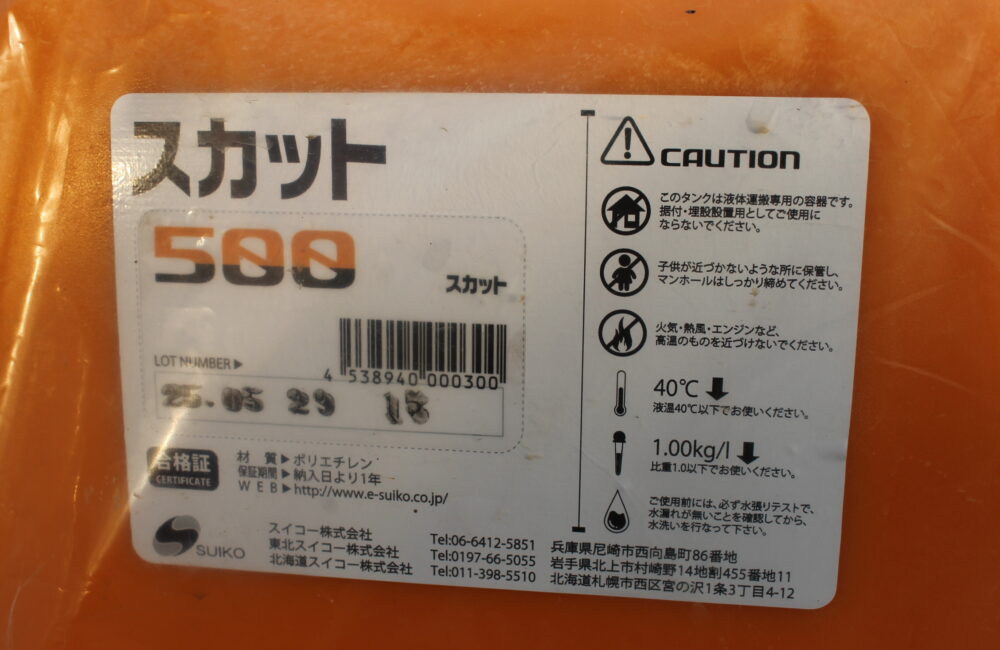 スカット
500
スカット
LOT NUMBER▶
4 538940 000300
25.05 29 18
合格証
CERTIFICATE
材 質▶ポリエチレン
保証期間▶納入日より1年
WEB▶http://www.e-suiko.co.jp/
SUIKO
スイコー株式会社 Tel:06-6412-5851 兵庫県尼崎市西向島町86番地
東北スイコー株式会社 Tel:0197-66-5055 岩手県北上市村崎野14地割455番地11
北海道スイコー株式会社 Tel:011-398-5510 北海道札幌市西区宮の沢1条3丁目4-12
CAUTION
このタンクは液体運搬専用の容器です。
据付・埋設設置用としてご使用に
ならないでください。
子供が近づかないような所に保管し、
マンホールはしっかり締めてください。
火気・熱風・エンジンなど、
高温のものを近づけないでください。
40℃
液温40℃以下でお使いください。
1.00kg/l
比重1.0以下でお使いください。
ご使用前には、必ず水張りテストで、
水漏れが無いことを確認してから、
水洗いを行なって下さい。